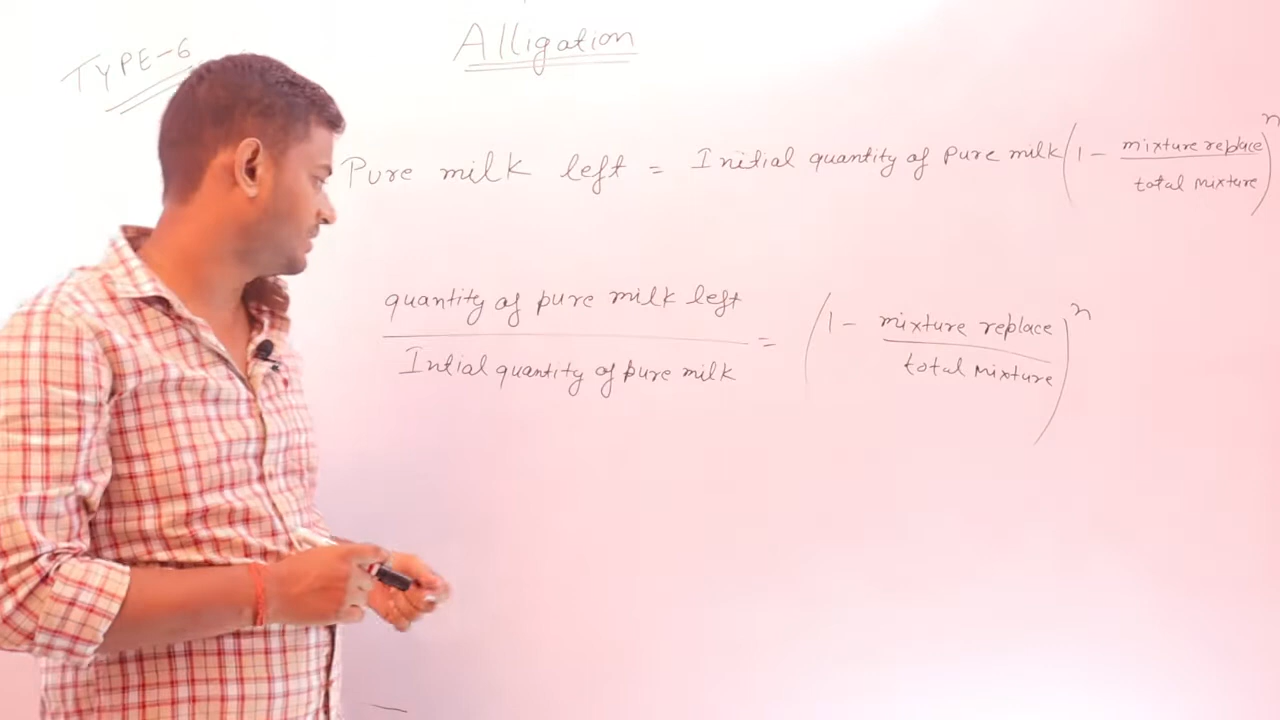 TYPE-6
Alligation
Pure milk left = Initial quantity of pure milk (1 - mixture replace / total mixture)^n
quantity of pure milk left / Intial quantity of pure milk = (1 - mixture replace / total mixture)^n